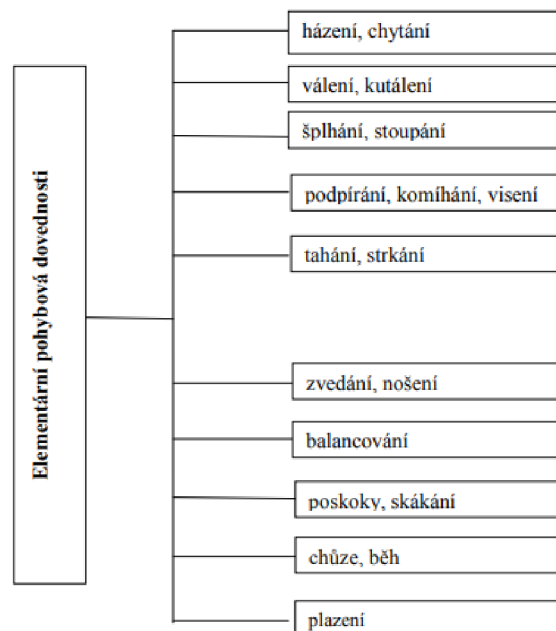 Elementární pohybová dovednosti
házení, chytání
válení, kutálení
šplhání, stoupání
podpírání, komíhání, visení
tahání, strkání
zvedání, nošení
balancování
poskoky, skákání
chůze, běh
plazení